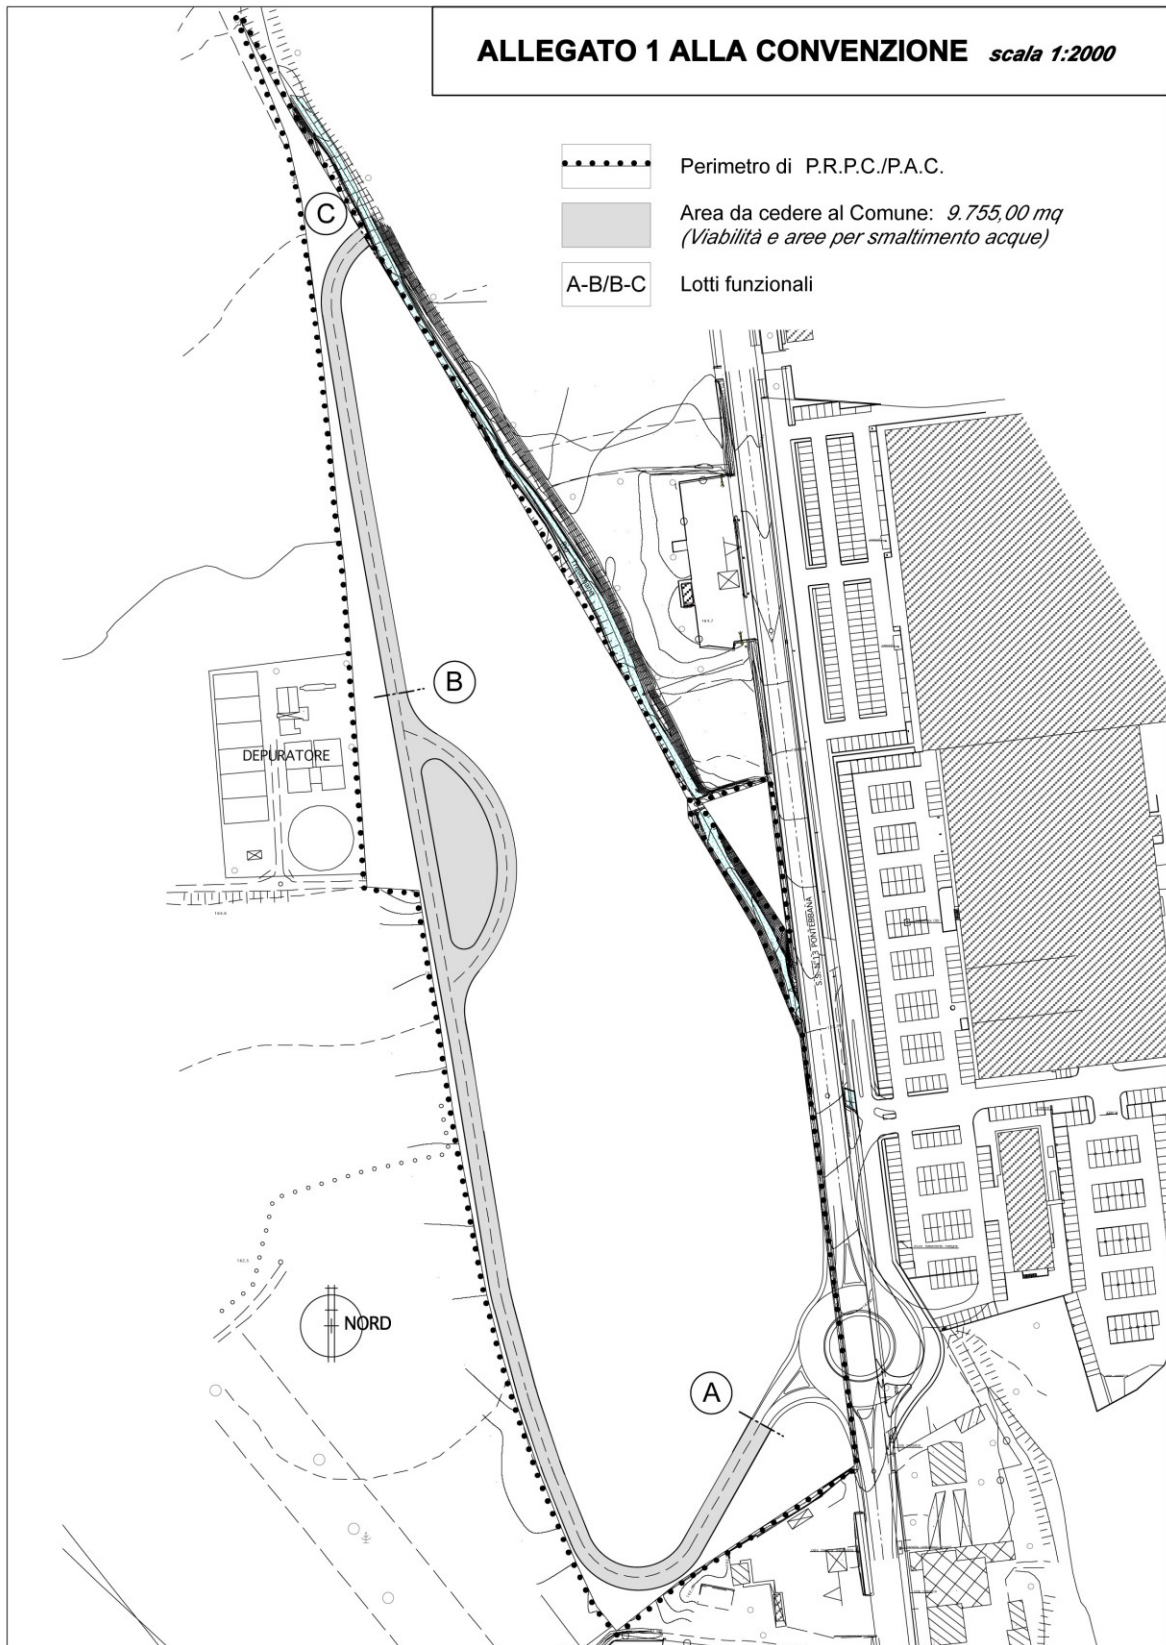 ALLEGATO 1 ALLA CONVENZIONE scala 1:2000
Perimetro di P.R.P.C./P.A.C.
Area da cedere al Comune: 9.755,00 mq
(Viabilità e aree per smaltimento acque)
A-B/B-C Lotti funzionali
C
B
DEPURATORE
S.S. N°13 PONTEBBANA
NORD
A